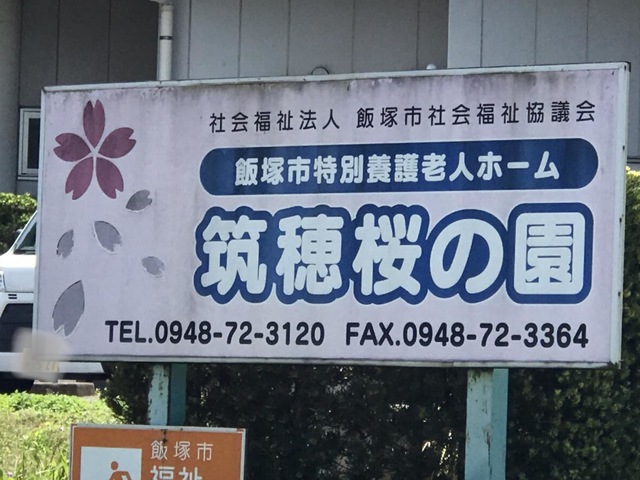 社会福祉法人 飯塚市社会福祉協議会
飯塚市特別養護老人ホーム
筑穂桜の園
TEL.0948-72-3120 FAX.0948-72-3364
飯塚市
福祉